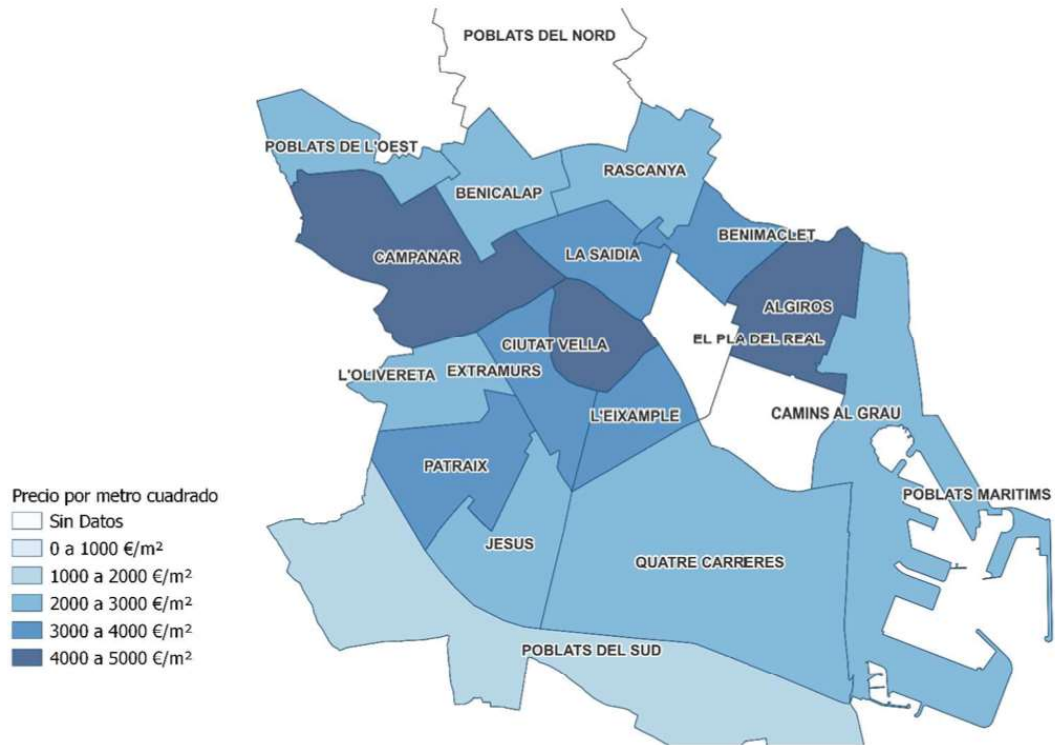 POBLATS DEL NORD
POBLATS DE L'OEST
RASCANYA
BENICALAP
BENIMACLET
CAMPANAR
LA SAIDIA
ALGIROS
EL PLA DEL REAL
CIUTAT VELLA
EXTRAMURS
L'OLIVERETA
L'EIXAMPLE
CAMINS AL GRAU
PATRAIX
POBLATS MARITIMS
JESUS
QUATRE CARRERES
POBLATS DEL SUD
Precio por metro cuadrado
Sin Datos
0 a 1000 €/m²
1000 a 2000 €/m²
2000 a 3000 €/m²
3000 a 4000 €/m²
4000 a 5000 €/m²